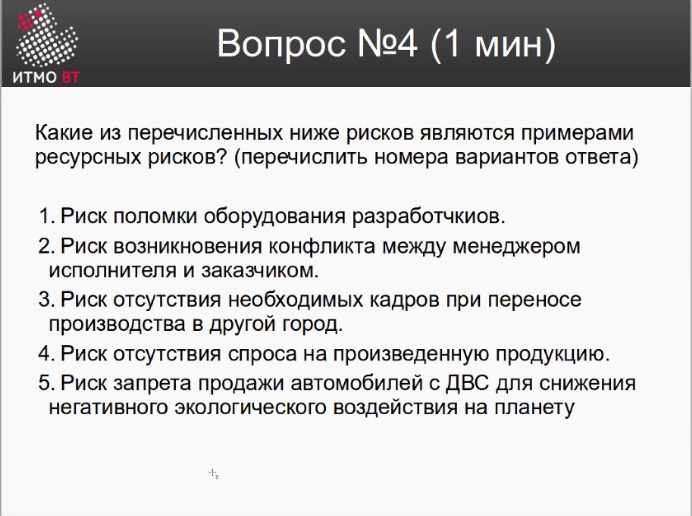 Вопрос №4 (1 мин)
ИТМО ВТ
Какие из перечисленных ниже рисков являются примерами
ресурсных рисков? (перечислить номера вариантов ответа)
1. Риск поломки оборудования разработчкиов.
2. Риск возникновения конфликта между менеджером
исполнителя и заказчиком.
3. Риск отсутствия необходимых кадров при переносе
производства в другой город.
4. Риск отсутствия спроса на произведенную продукцию.
5. Риск запрета продажи автомобилей с ДВС для снижения
негативного экологического воздействия на планету